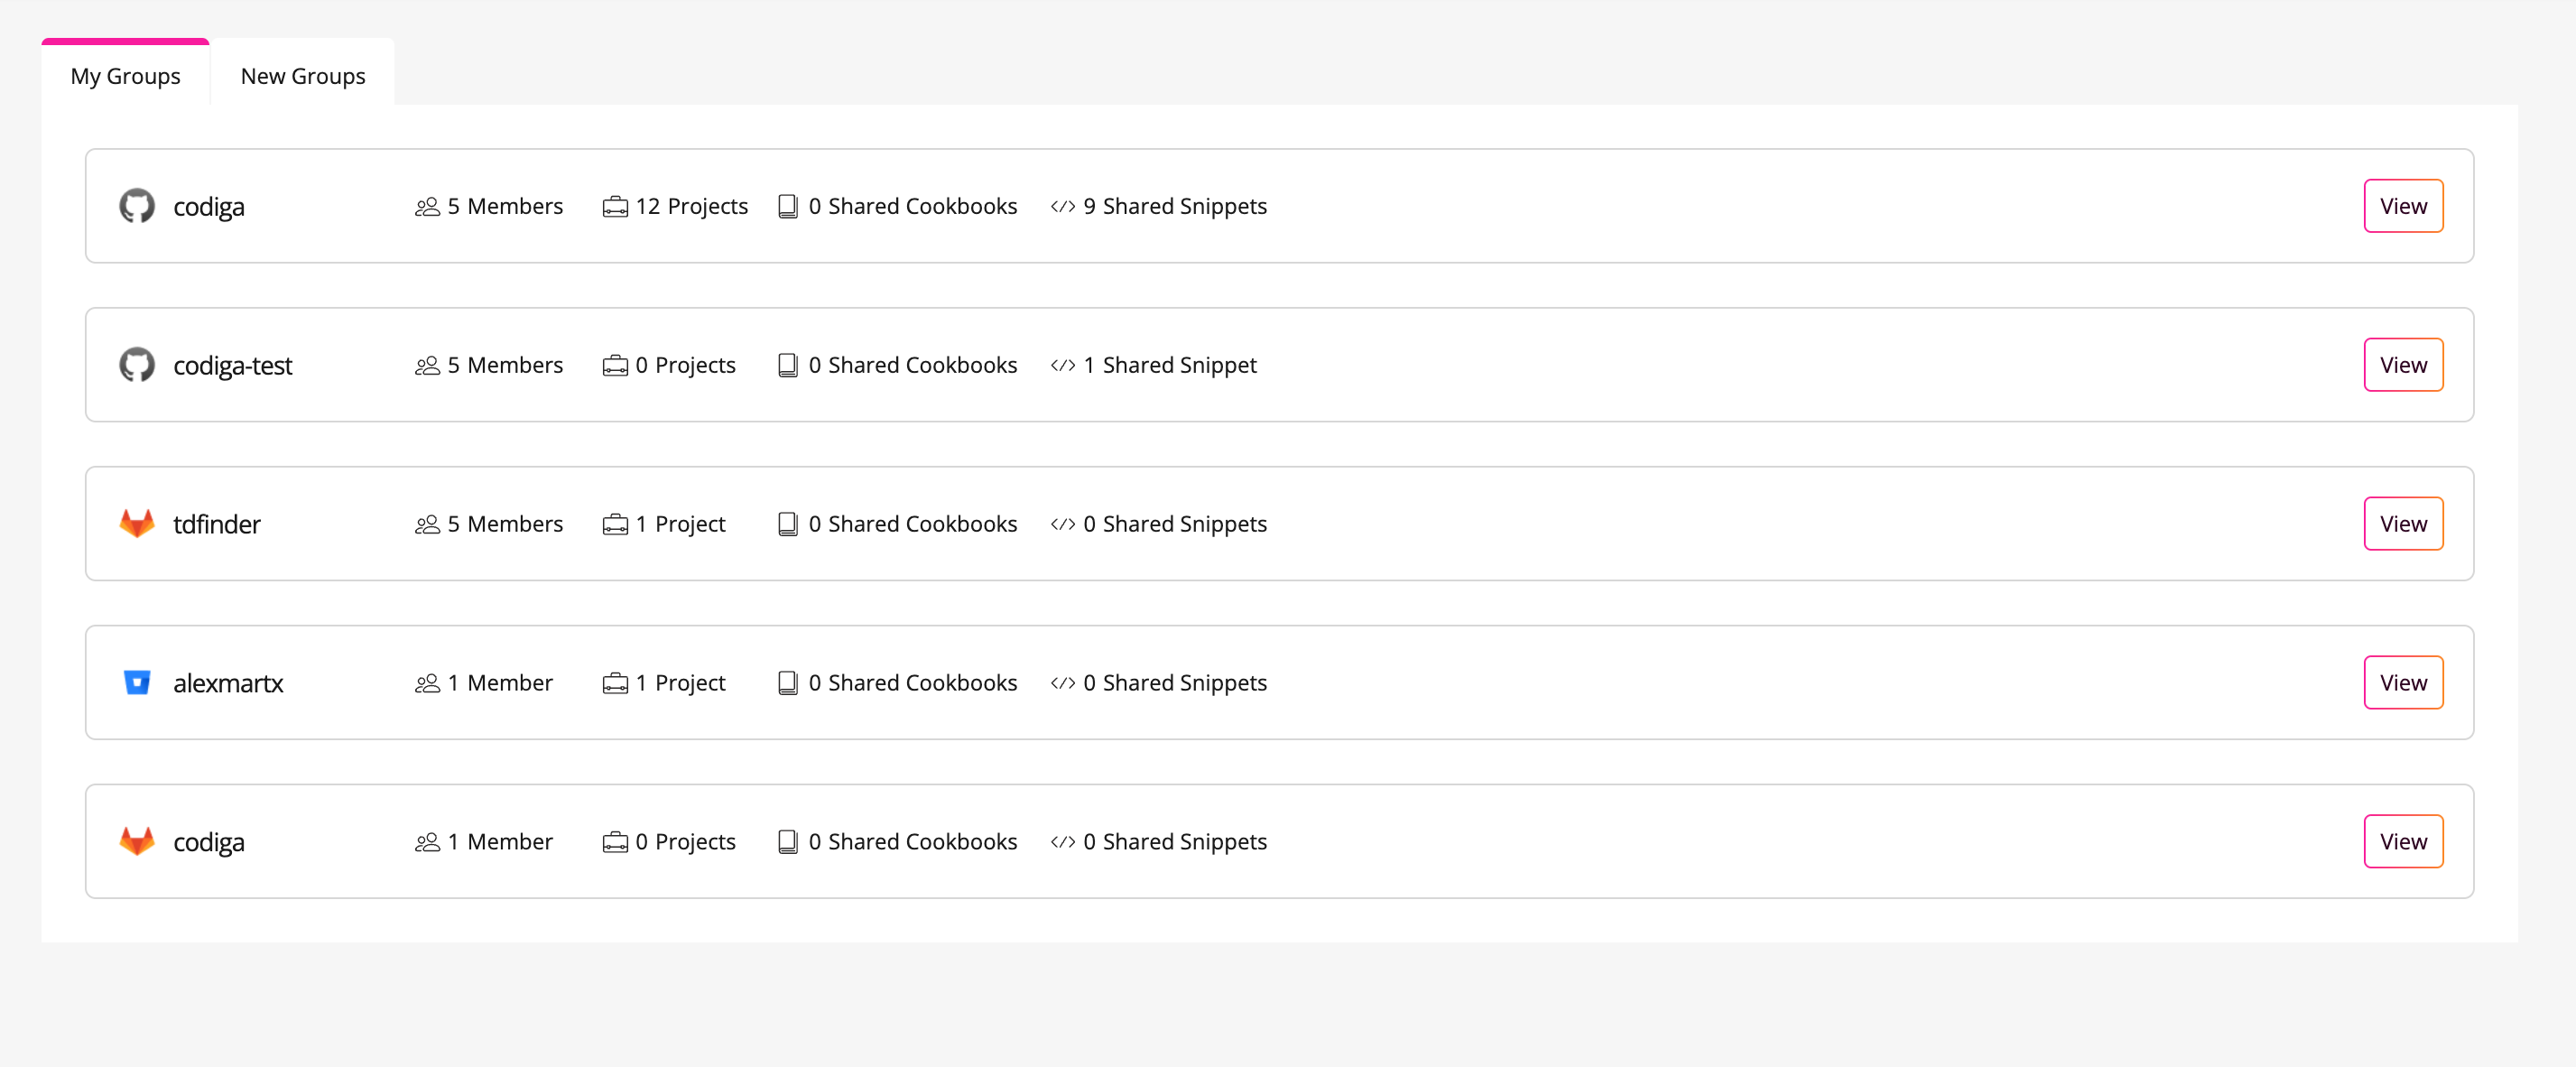 My Groups New Groups
codiga 5 Members 12 Projects 0 Shared Cookbooks 9 Shared Snippets View
codiga-test 5 Members 0 Projects 0 Shared Cookbooks 1 Shared Snippet View
tdfinder 5 Members 1 Project 0 Shared Cookbooks 0 Shared Snippets View
alexmartx 1 Member 1 Project 0 Shared Cookbooks 0 Shared Snippets View
codiga 1 Member 0 Projects 0 Shared Cookbooks 0 Shared Snippets View